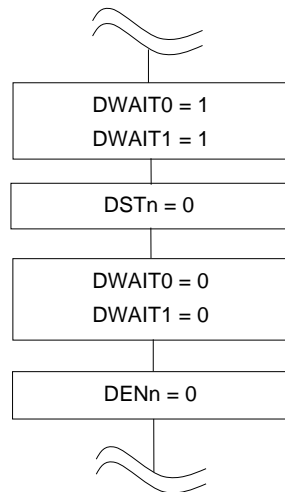 DWAIT0 = 1
DWAIT1 = 1
DSTn = 0
DWAIT0 = 0
DWAIT1 = 0
DENn = 0